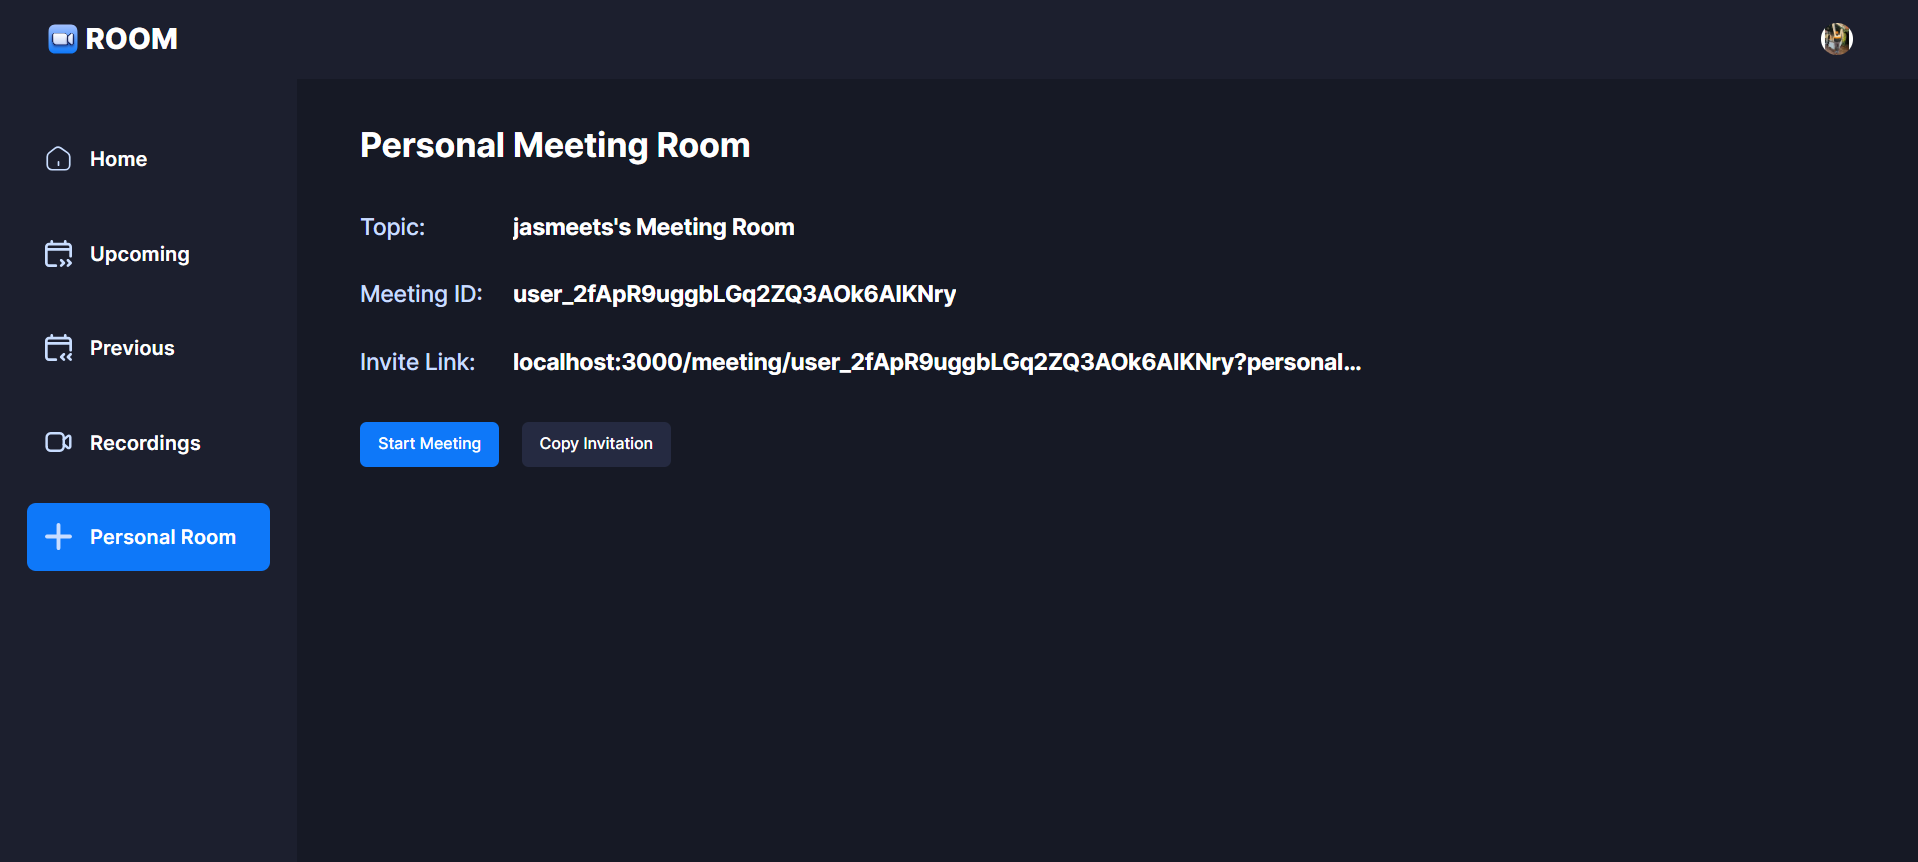 ROOM
Home
Upcoming
Previous
Recordings
Personal Room
Personal Meeting Room
Topic: jasmeets's Meeting Room
Meeting ID: user_2fApR9uggbLGq2ZQ3AOk6AIKNry
Invite Link: localhost:3000/meeting/user_2fApR9uggbLGq2ZQ3AOk6AIKNry?personal...
Start Meeting Copy Invitation